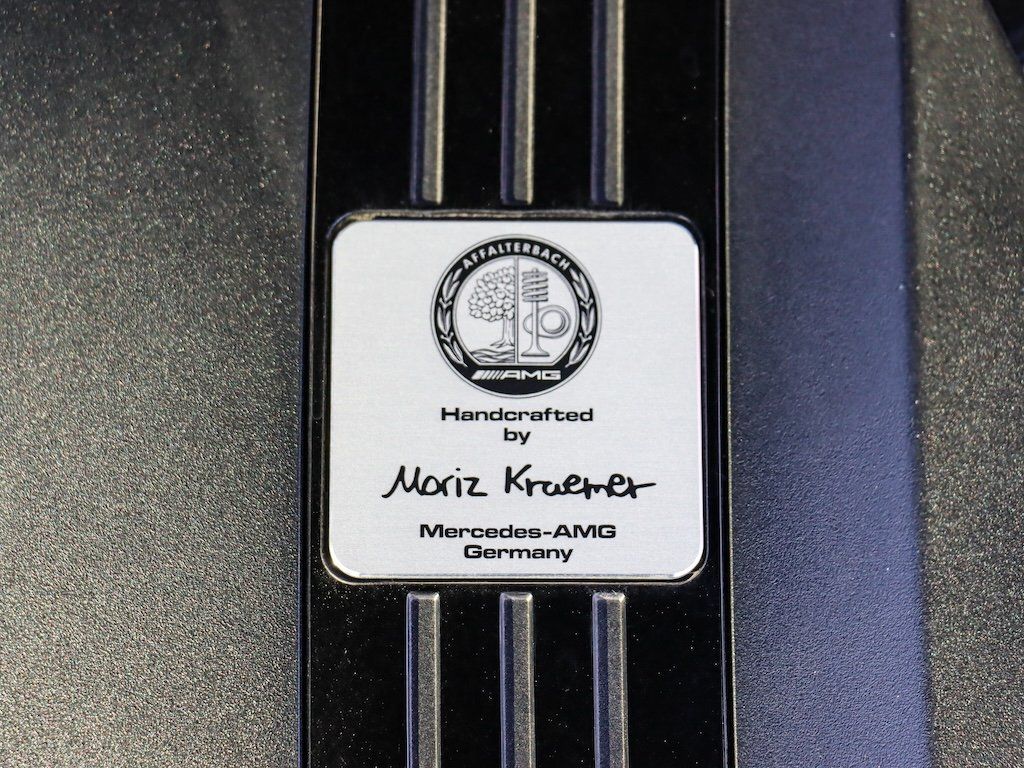 AFFALTERBACH
AMG
Handcrafted
by
Moriz Kraemer
Mercedes-AMG
Germany